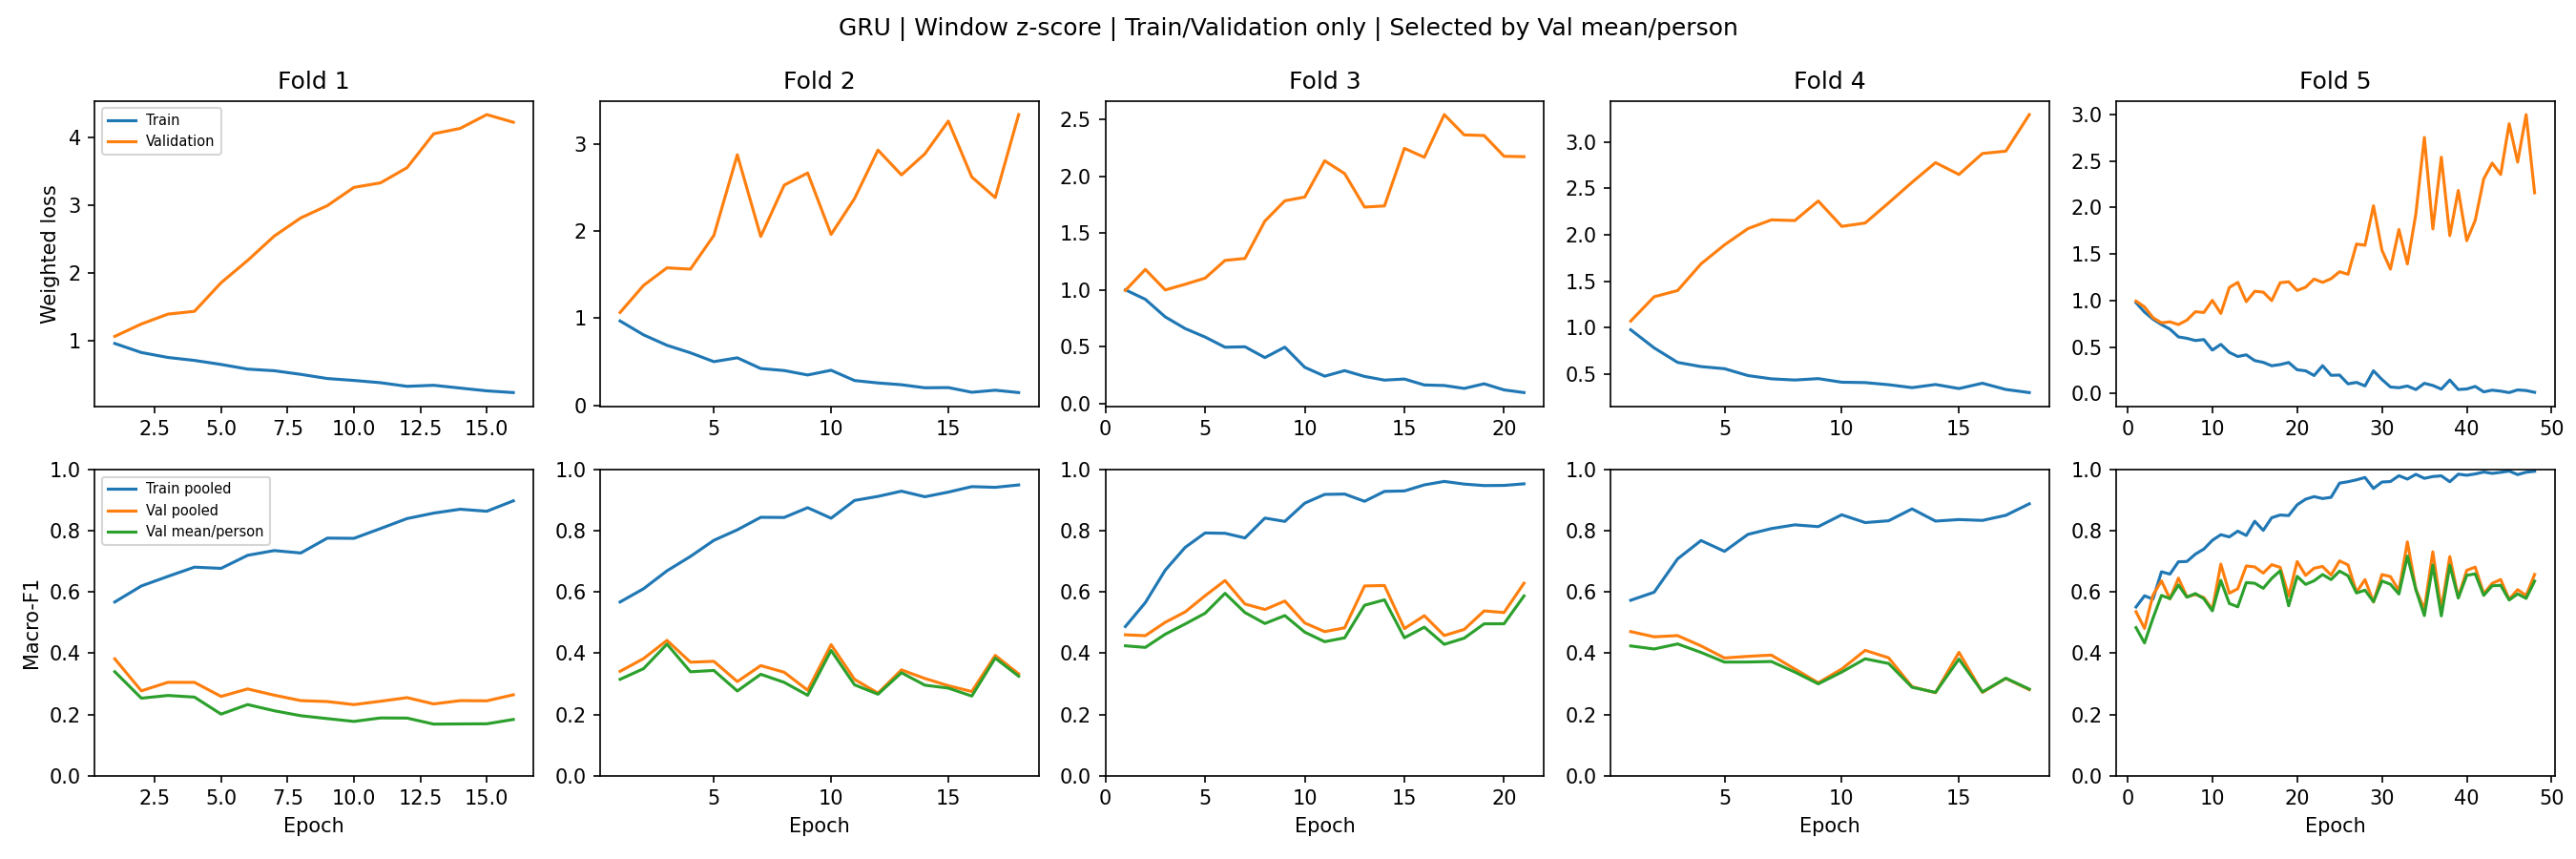 GRU | Window z-score | Train/Validation only | Selected by Val mean/person
Fold 1
Fold 2
Fold 3
Fold 4
Fold 5
Weighted loss
4
3
2
1
Train
Validation
2.5 5.0 7.5 10.0 12.5 15.0
3
2
1
0
5 10 15
2.5
2.0
1.5
1.0
0.5
0.0
0 5 10 15 20
3.0
2.5
2.0
1.5
1.0
0.5
5 10 15
3.0
2.5
2.0
1.5
1.0
0.5
0.0
0 10 20 30 40 50
Macro-F1
1.0
0.8
0.6
0.4
0.2
0.0
Train pooled
Val pooled
Val mean/person
2.5 5.0 7.5 10.0 12.5 15.0
Epoch
1.0
0.8
0.6
0.4
0.2
0.0
5 10 15
Epoch
1.0
0.8
0.6
0.4
0.2
0.0
0 5 10 15 20
Epoch
1.0
0.8
0.6
0.4
0.2
0.0
5 10 15
Epoch
1.0
0.8
0.6
0.4
0.2
0.0
0 10 20 30 40 50
Epoch